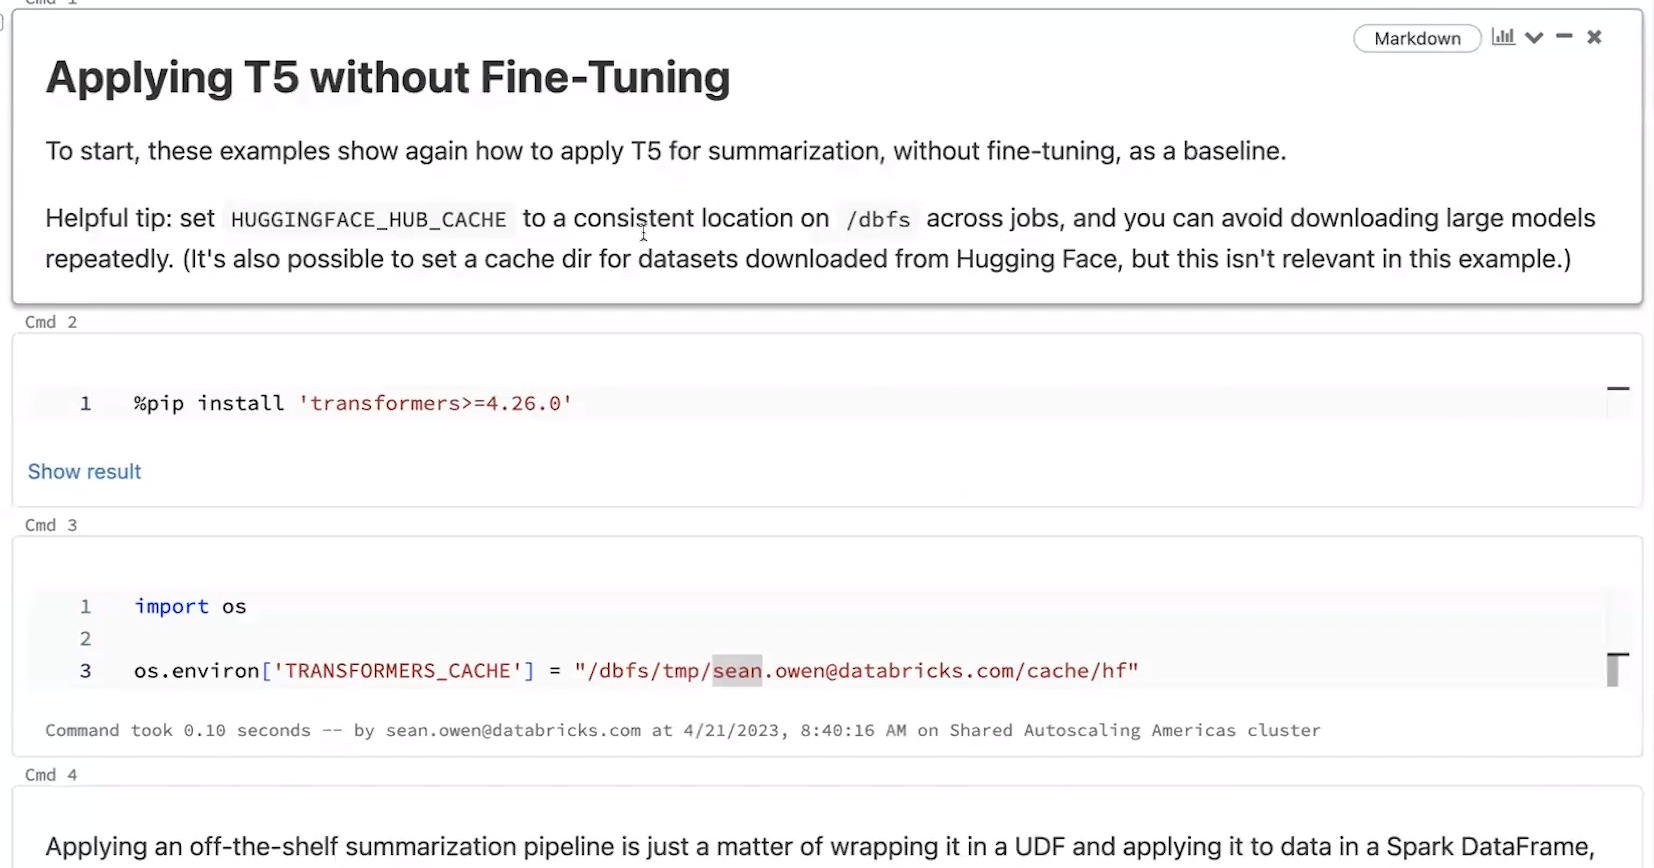 Cmd 1
Markdown
Applying T5 without Fine-Tuning
To start, these examples show again how to apply T5 for summarization, without fine-tuning, as a baseline.
Helpful tip: set HUGGINGFACE_HUB_CACHE to a consistent location on /dbfs across jobs, and you can avoid downloading large models
repeatedly. (It's also possible to set a cache dir for datasets downloaded from Hugging Face, but this isn't relevant in this example.)
Cmd 2
1 %pip install 'transformers>=4.26.0'
Show result
Cmd 3
1 import os
2
3 os.environ['TRANSFORMERS_CACHE'] = "/dbfs/tmp/sean.owen@databricks.com/cache/hf"
Command took 0.10 seconds -- by sean.owen@databricks.com at 4/21/2023, 8:40:16 AM on Shared Autoscaling Americas cluster
Cmd 4
Applying an off-the-shelf summarization pipeline is just a matter of wrapping it in a UDF and applying it to data in a Spark DataFrame,